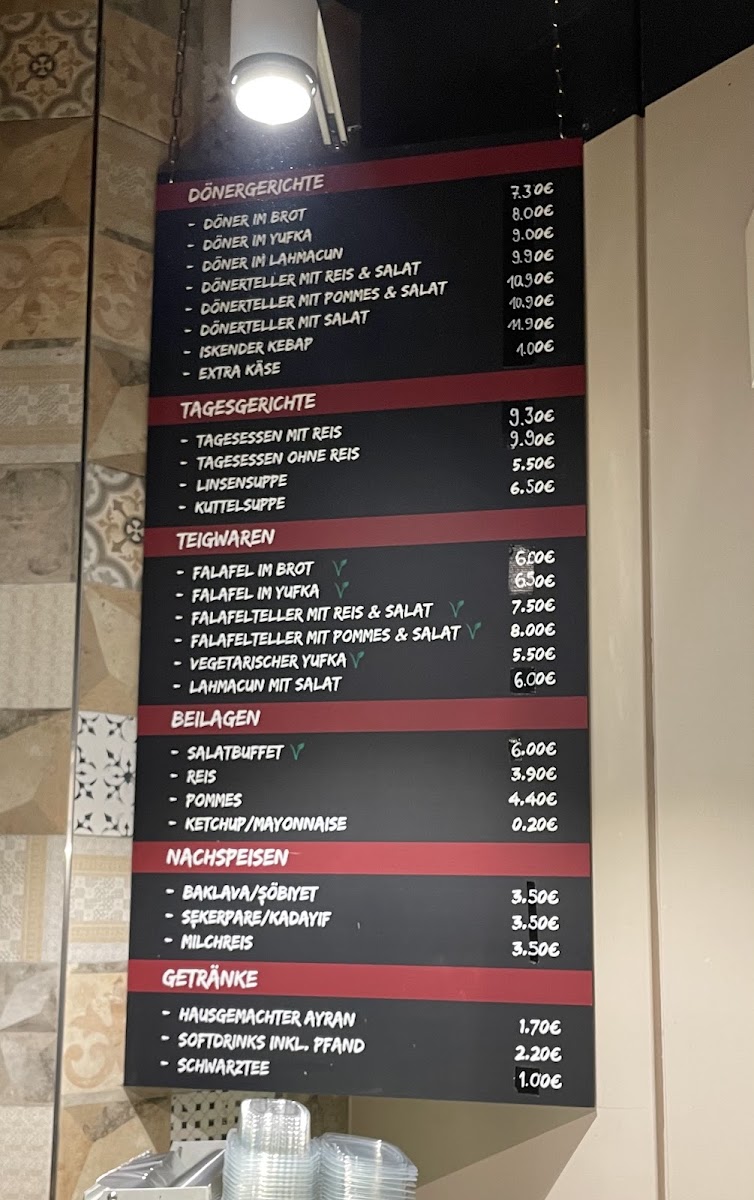 DÖNERGERICHTE
- DÖNER IM BROT 7.30€
- DÖNER IM YUFKA 8.00€
- DÖNER IM LAHMACUN 9.00€
- DÖNERTELLER MIT REIS & SALAT 9.90€
- DÖNERTELLER MIT POMMES & SALAT 10.90€
- DÖNERTELLER MIT SALAT 10.90€
- ISKENDER KEBAP 11.90€
- EXTRA KÄSE 1.00€
TAGESGERICHTE
- TAGESESSEN MIT REIS 9.30€
- TAGESESSEN OHNE REIS 9.90€
- LINSENSUPPE 5.50€
- KUTTELSUPPE 6.50€
TEIGWAREN
- FALAFEL IM BROT 6.00€
- FALAFEL IM YUFKA 6.50€
- FALAFELTELLER MIT REIS & SALAT 7.50€
- FALAFELTELLER MIT POMMES & SALAT 8.00€
- VEGETARISCHER YUFKA 5.50€
- LAHMACUN MIT SALAT 6.00€
BEILAGEN
- SALATBUFFET 6.00€
- REIS 3.90€
- POMMES 4.40€
- KETCHUP/MAYONNAISE 0.20€
NACHSPEISEN
- BAKLAVA/ŞÖBIYET 3.50€
- ŞEKERPARE/KADAYIF 3.50€
- MILCHREIS 3.50€
GETRÄNKE
- HAUSGEMACHTER AYRAN 1.70€
- SOFTDRINKS INKL. PFAND 2.20€
- SCHWARZTEE 1.00€